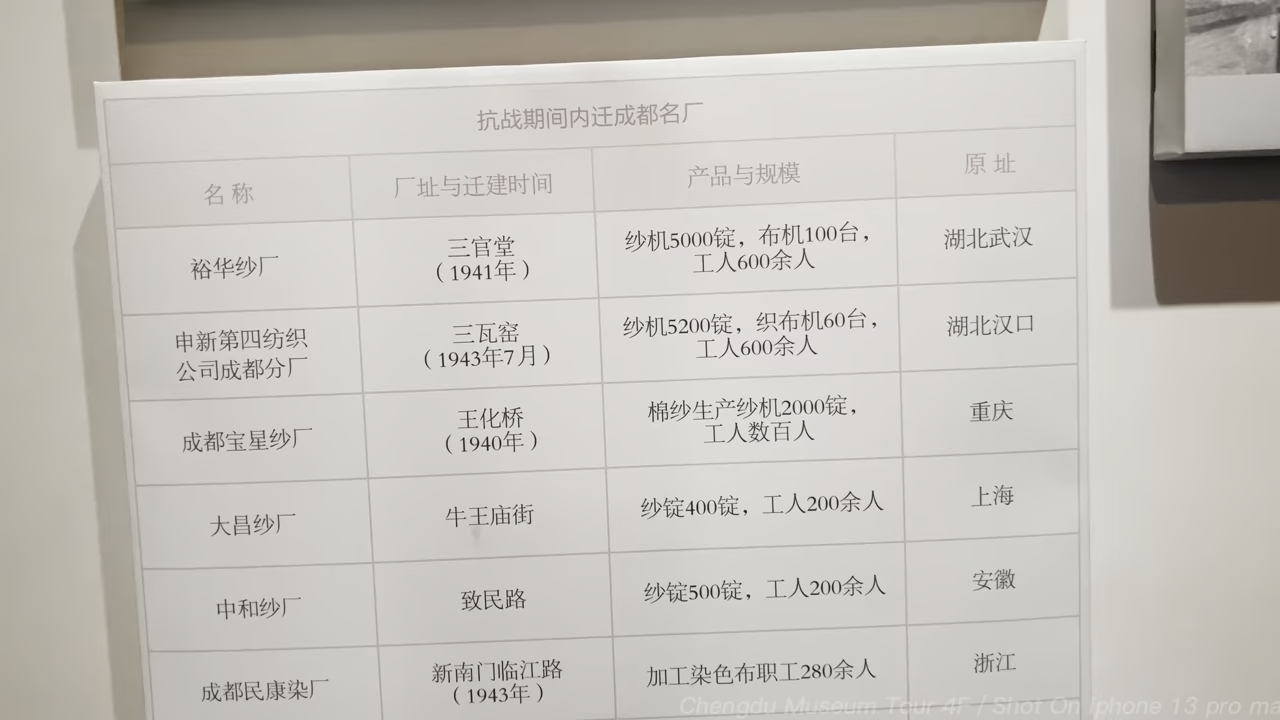 抗战期间内迁成都名厂
名 称
厂址与迁建时间
产品与规模
原 址
裕华纱厂
三官堂
（1941年）
纱机5000锭，布机100台，
工人600余人
湖北武汉
申新第四纺织
公司成都分厂
三瓦窑
（1943年7月）
纱机5200锭，织布机60台，
工人600余人
湖北汉口
成都宝星纱厂
王化桥
（1940年）
棉纱生产纱机2000锭，
工人数百人
重庆
大昌纱厂
牛王庙街
纱锭400锭，工人200余人
上海
中和纱厂
致民路
纱锭500锭，工人200余人
安徽
成都民康染厂
新南门临江路
（1943年）
加工染色布职工280余人
浙江
Chengdu Museum Tour 4F / Shot On iphone 13 pro ma